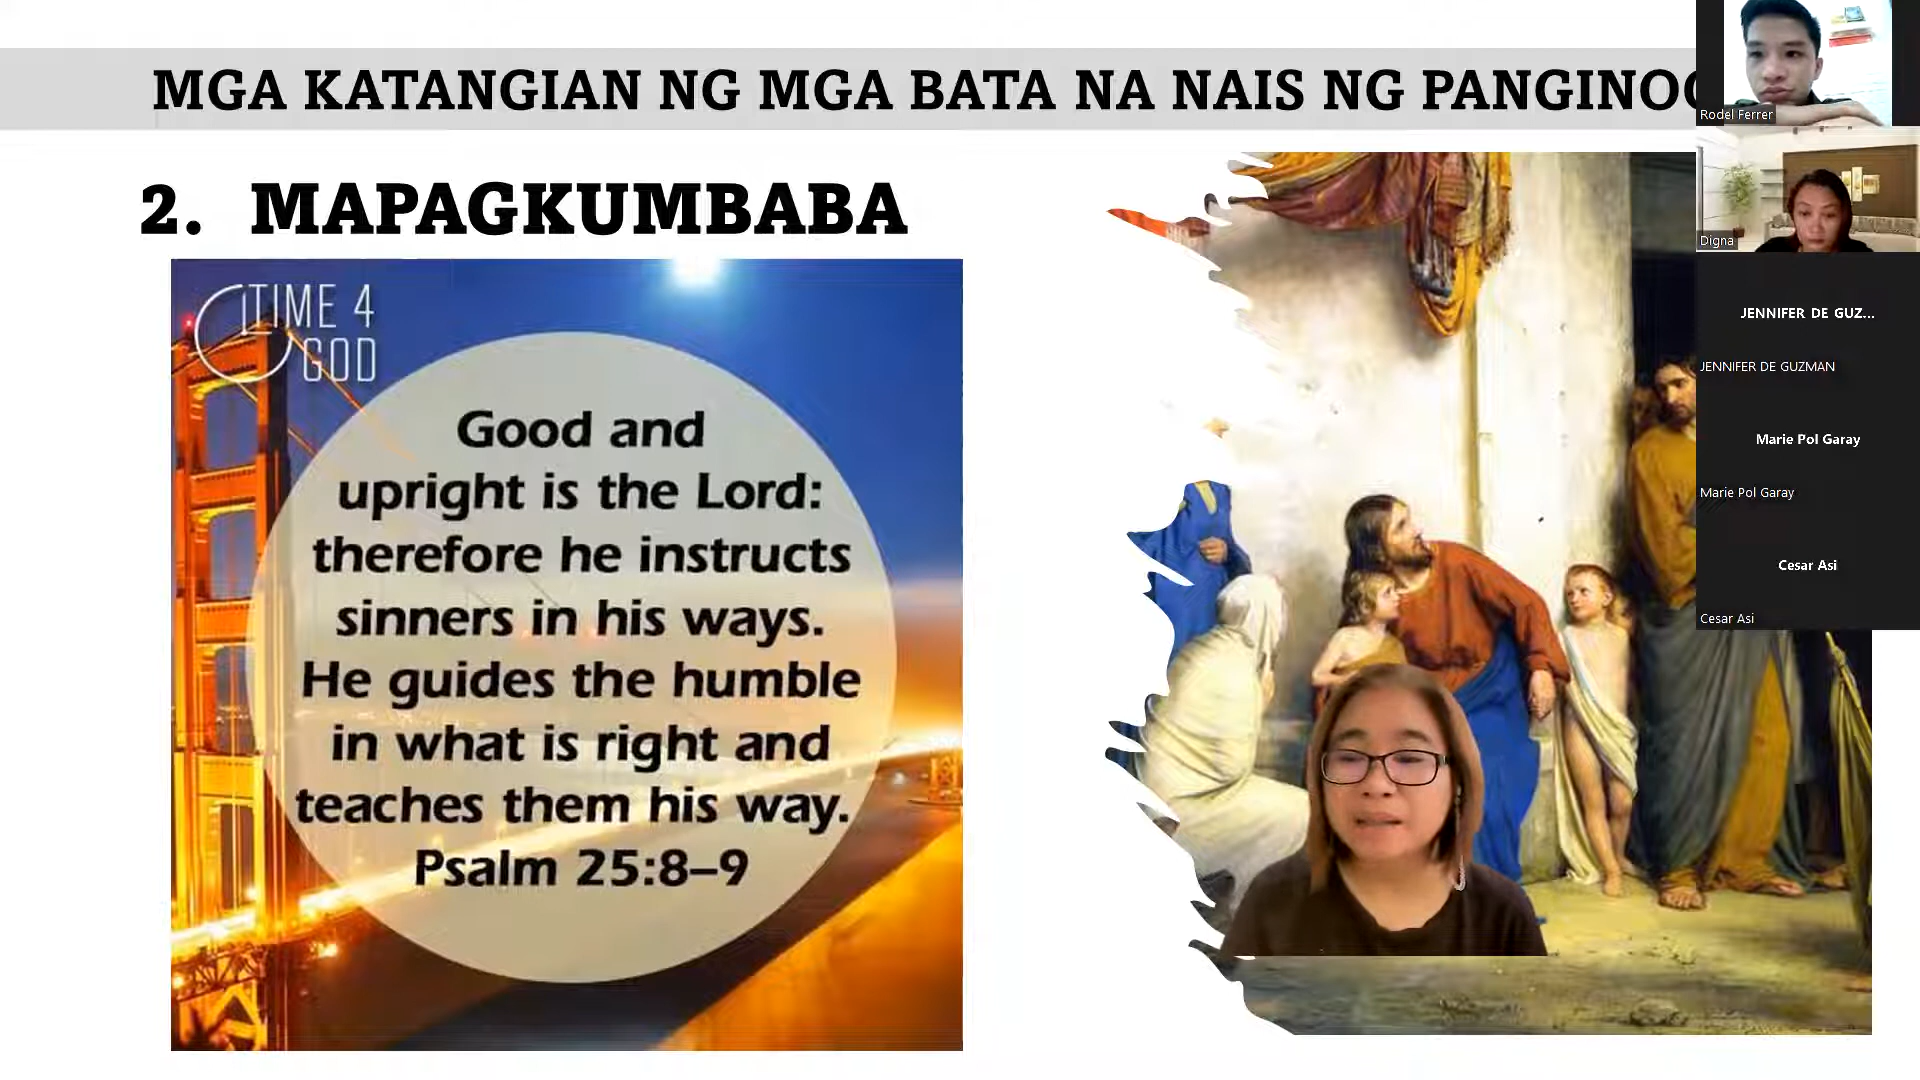 MGA KATANGIAN NG MGA BATA NA NAIS NG PANGINOO
2. MAPAGKUMBABA
TIME 4
GOD
Good and
upright is the Lord:
therefore he instructs
sinners in his ways.
He guides the humble
in what is right and
teaches them his way.
Psalm 25:8–9
Rodel Ferrer
Digna
JENNIFER DE GUZ...
JENNIFER DE GUZMAN
Marie Pol Garay
Marie Pol Garay
Cesar Asi
Cesar Asi